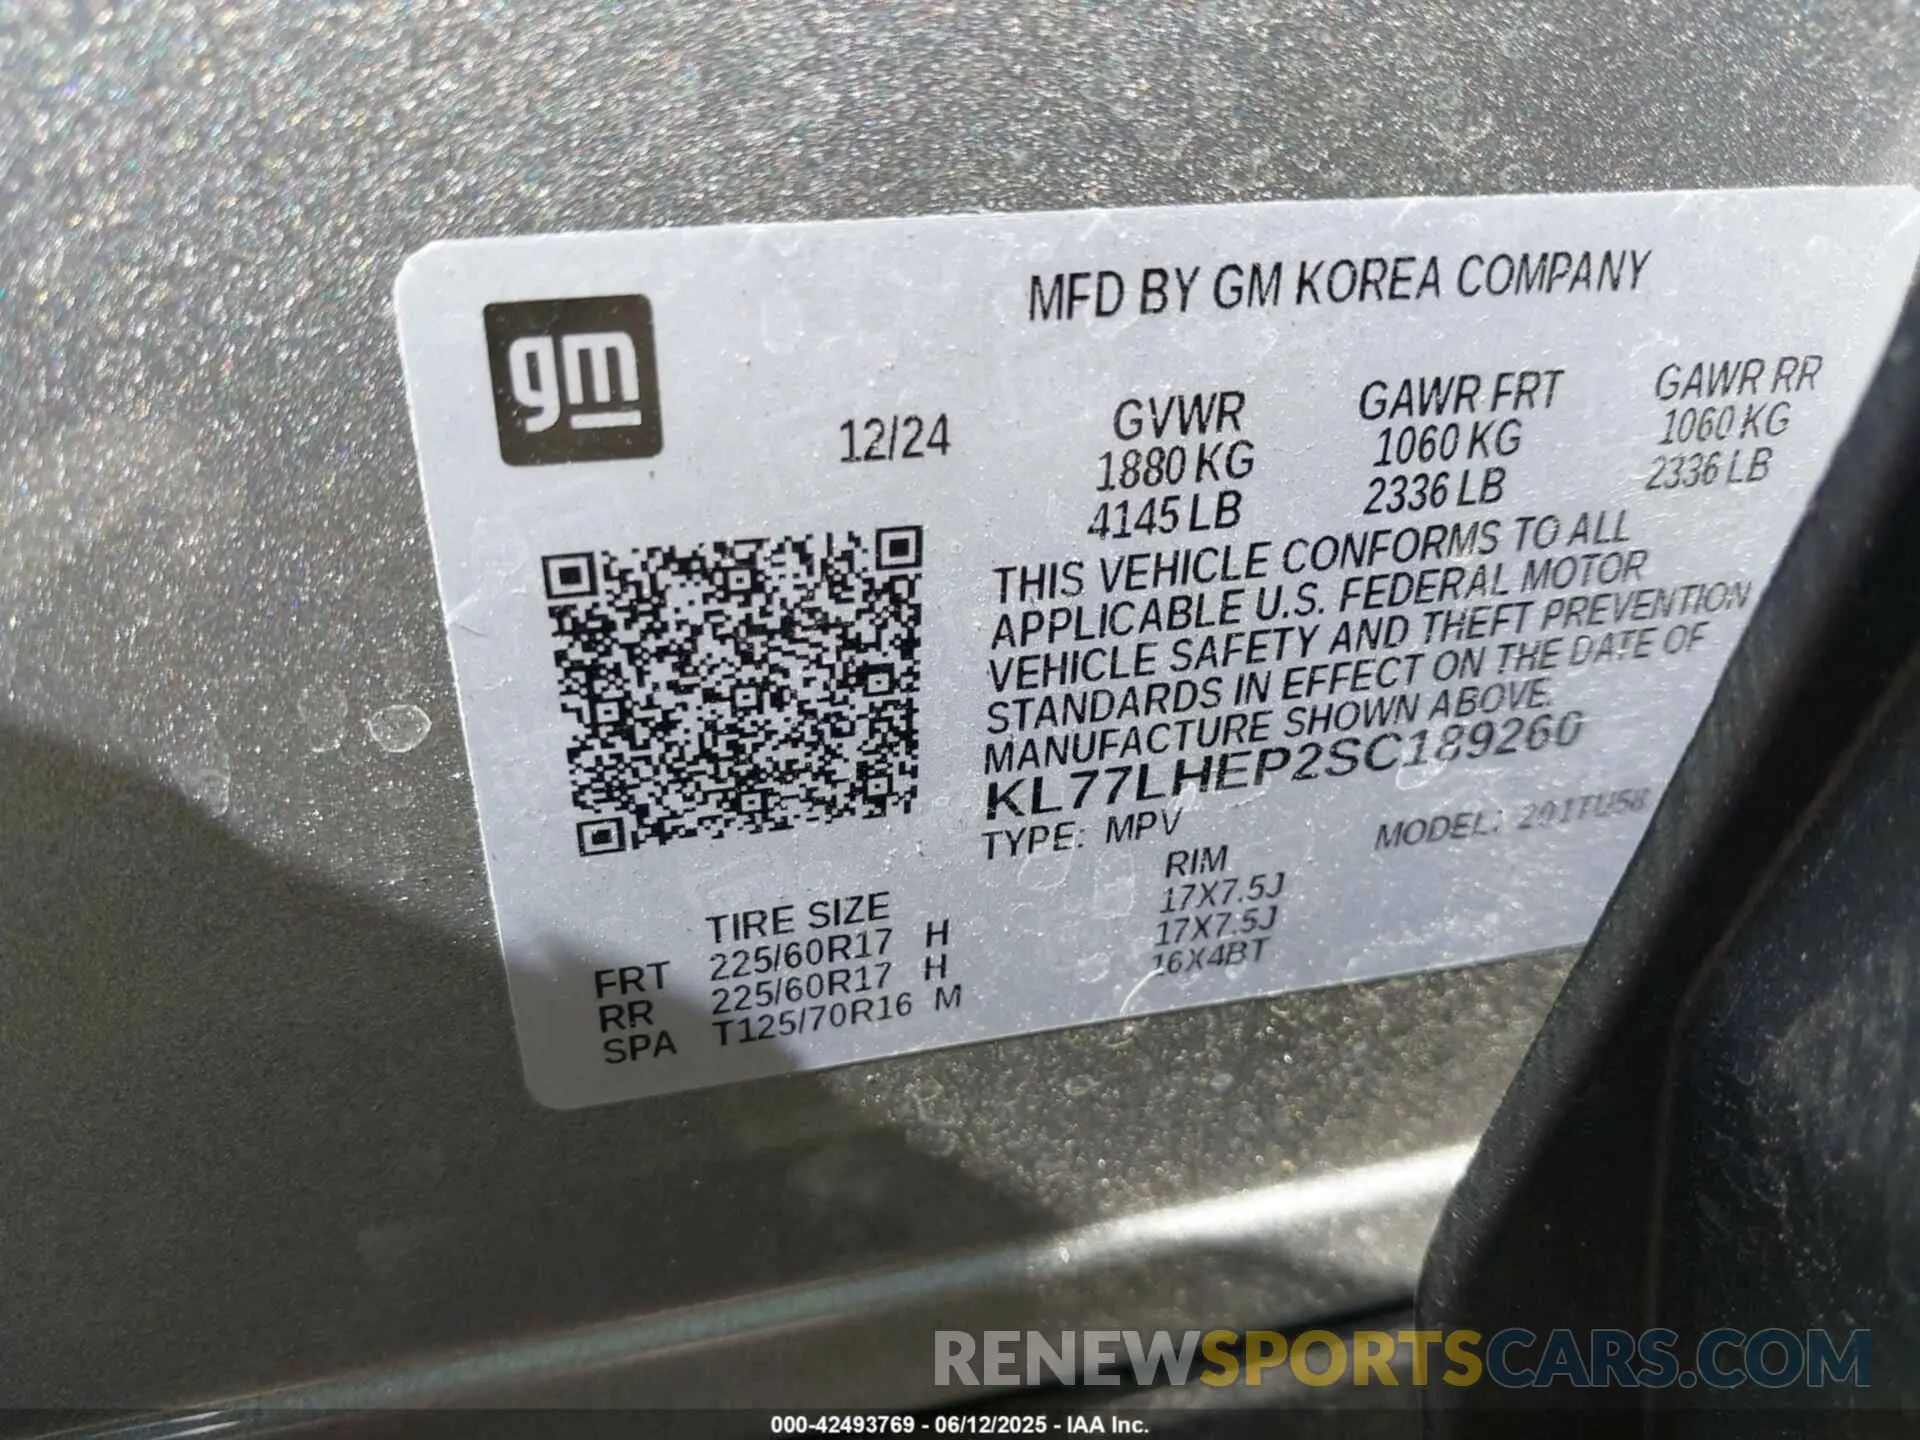 gm
MFD BY GM KOREA COMPANY
12/24
GVWR GAWR FRT GAWR RR
1880 KG 1060 KG 1060 KG
4145 LB 2336 LB 2336 LB
THIS VEHICLE CONFORMS TO ALL
APPLICABLE U.S. FEDERAL MOTOR
VEHICLE SAFETY AND THEFT PREVENTION
STANDARDS IN EFFECT ON THE DATE OF
MANUFACTURE SHOWN ABOVE.
KL77LHEP2SC189260
TYPE: MPV MODEL:
TIRE SIZE RIM
FRT 225/60R17 H 17X7.5J
RR 225/60R17 H 17X7.5J
SPA T125/70R16 M 16X4BT
RENEWSPORTSCARS.COM
000-42493769 - 06/12/2025 - IAA Inc.